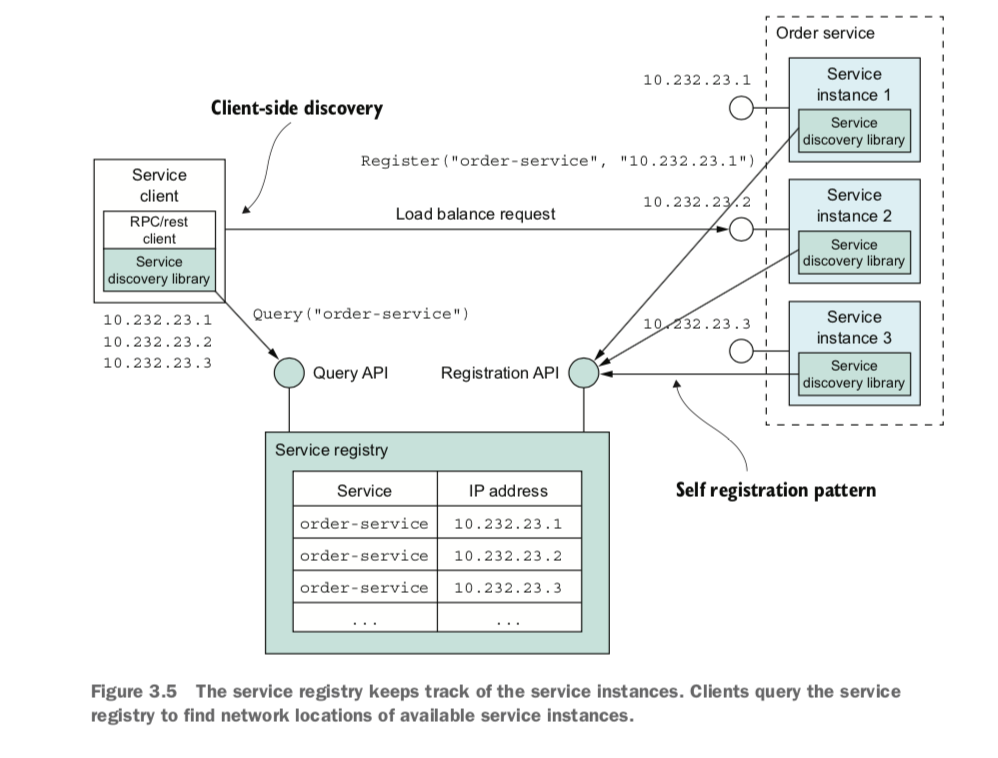 Order service
10.232.23.1
Service
instance 1
Service
discovery library
Client-side discovery
Register("order-service", "10.232.23.1")
Service
client
RPC/rest
client
Service
discovery library
10.232.23.1
10.232.23.2
10.232.23.3
Load balance request
10.232.23.2
Service
instance 2
Service
discovery library
Query("order-service")
10.232.23.3
Service
instance 3
Service
discovery library
Query API
Registration API
Self registration pattern
Service registry
Service IP address
order-service 10.232.23.1
order-service 10.232.23.2
order-service 10.232.23.3
... ...
Figure 3.5 The service registry keeps track of the service instances. Clients query the service
registry to find network locations of available service instances.